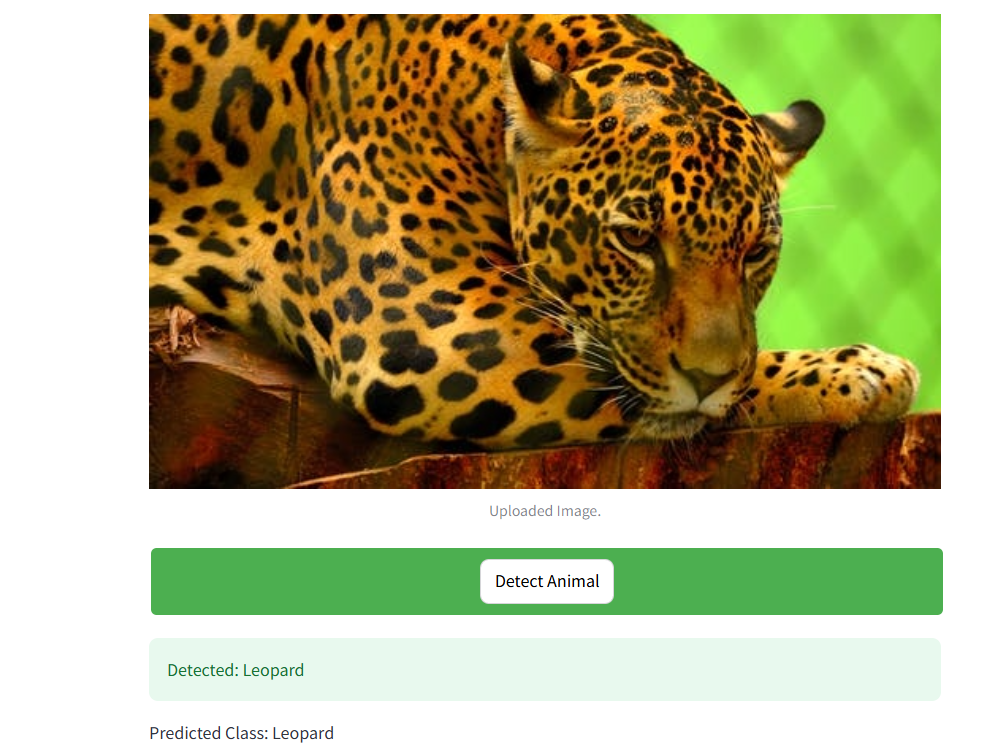 Uploaded Image.
Detect Animal
Detected: Leopard
Predicted Class: Leopard